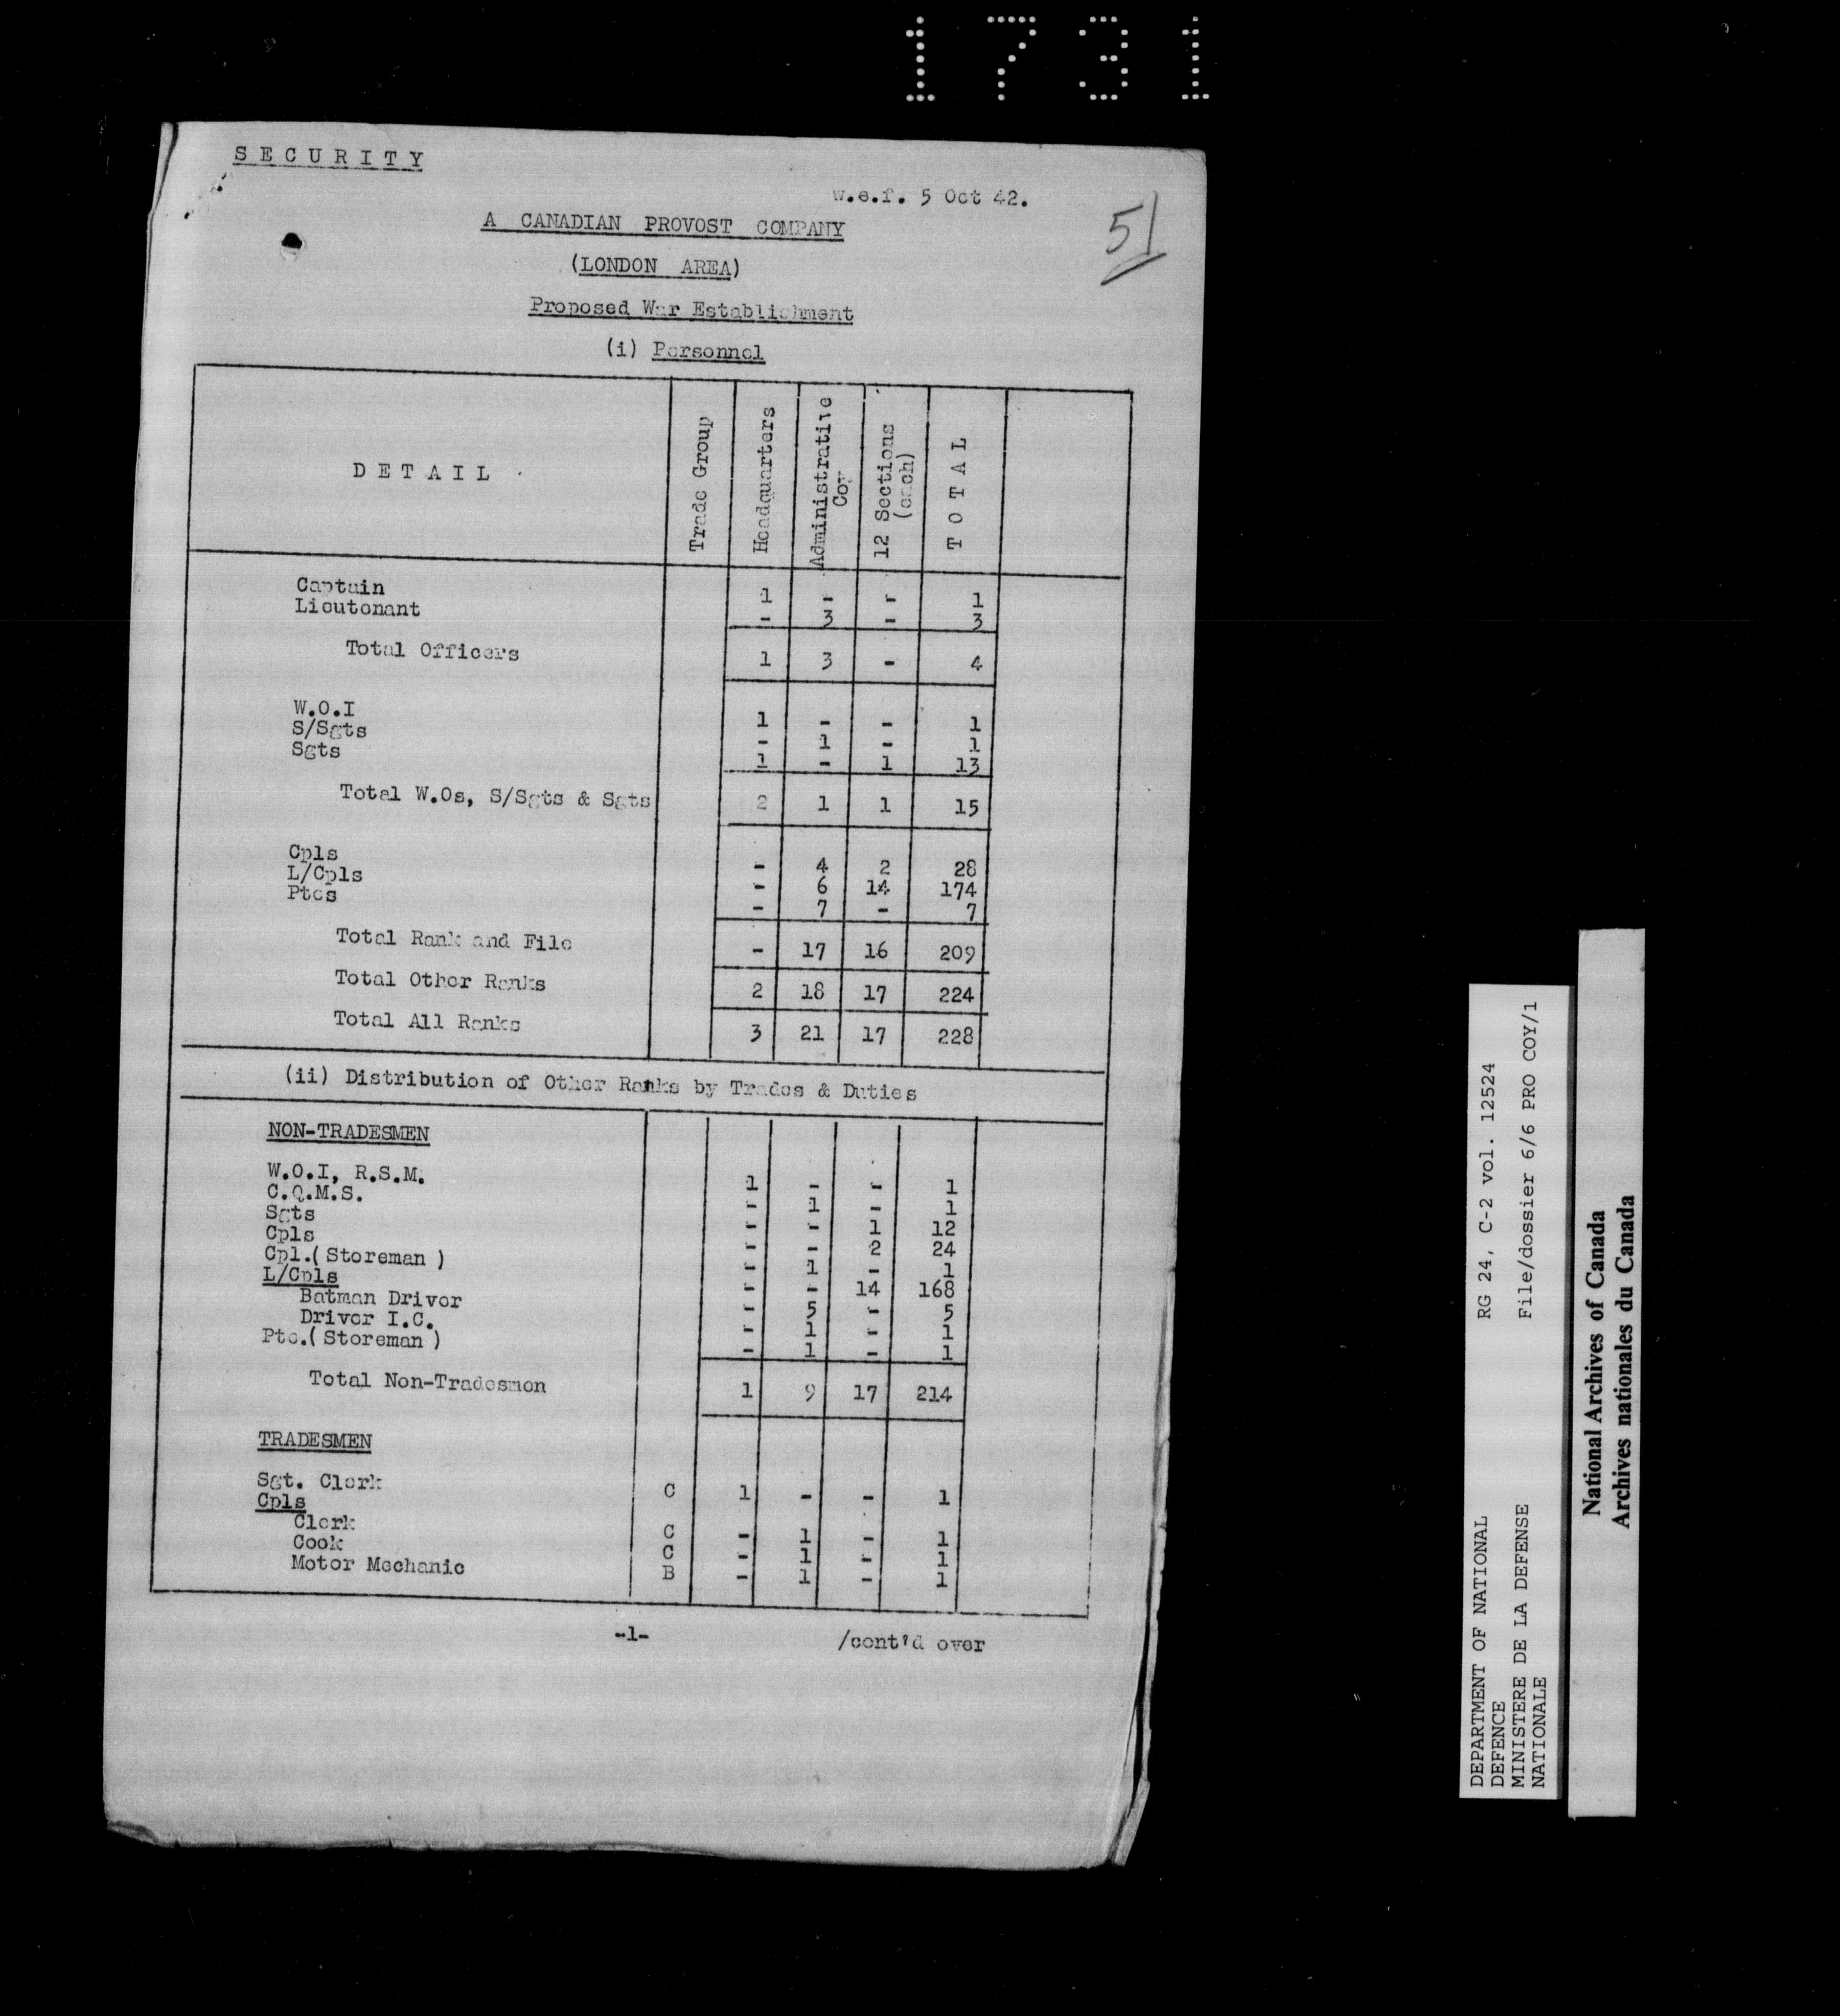 1731
SECURITY
w.e.f. 5 Oct 42.
51
A CANADIAN PROVOST COMPANY
(LONDON AREA)
Proposed War Establishment
(i) Personnel
DETAIL Trade Group Headquarters Administrative Coy 12 Sections (each) TOTAL
Captain 1 - - 1
Lieutenant - 3 - 3
Total Officers 1 3 - 4
W.O.I 1 - - 1
S/Sgts - 1 - 1
Sgts 1 - 1 13
Total W.Os, S/Sgts & Sgts 2 1 1 15
Cpls - 4 2 28
L/Cpls - 6 14 174
Ptes - 7 - 7
Total Rank and File - 17 16 209
Total Other Ranks 2 18 17 224
Total All Ranks 3 21 17 228
(ii) Distribution of Other Ranks by Trades & Duties
NON-TRADESMEN
W.O.I, R.S.M. 1 - - 1
C.Q.M.S. - 1 - 1
Sgts - - 1 12
Cpls - - 2 24
Cpl.(Storeman ) - 1 - 1
L/Cpls - - 14 168
Batman Driver - 5 - 5
Driver I.C. - 1 - 1
Pte.(Storeman ) - 1 - 1
Total Non-Tradesmen 1 9 17 214
TRADESMEN
Sgt. Clerk C 1 - - 1
Cpls
Clerk C - 1 - 1
Cook C - 1 - 1
Motor Mechanic B - 1 - 1
-1- /cont'd over
DEPARTMENT OF NATIONAL RG 24, C-2 vol. 12524
DEFENCE
MINISTERE DE LA DEFENSE File/dossier 6/6 PRO COY/1
NATIONALE
National Archives of Canada
Archives nationales du Canada